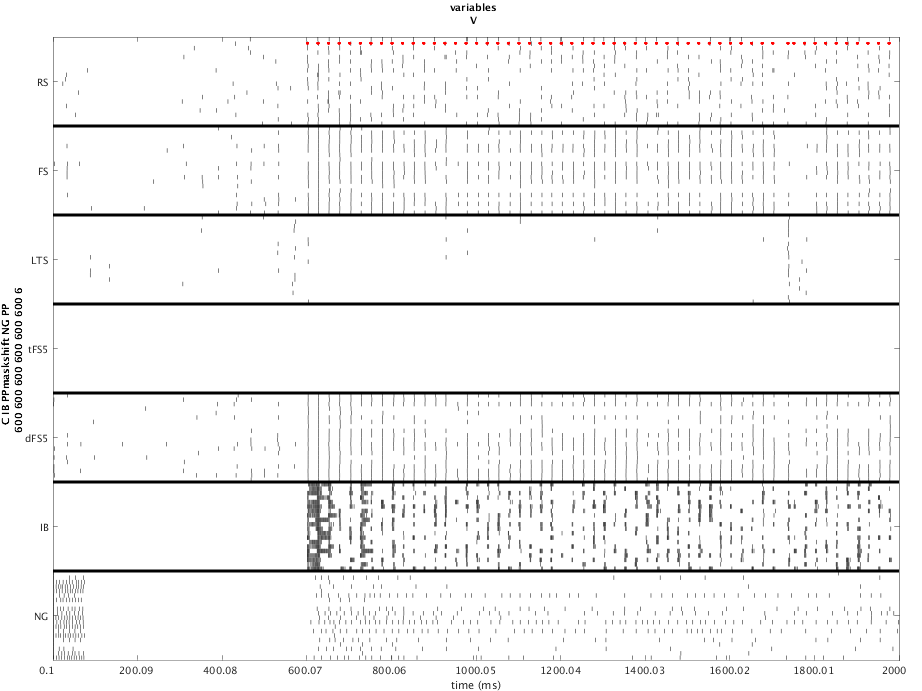 variables
V
RS
FS
LTS
tFS5
dFS5
IB
NG
C IB PPmaskshift NG PP
600 600 600 600 600 600 6
0.1 200.09 400.08 600.07 800.06 1000.05 1200.04 1400.03 1600.02 1800.01 2000
time (ms)